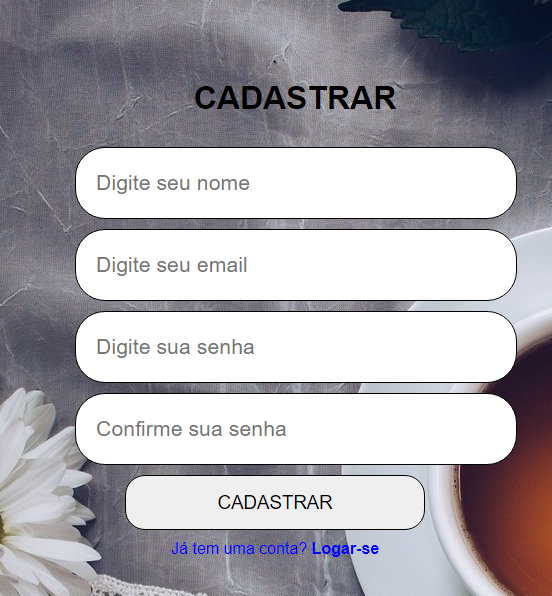 CADASTRAR
Digite seu nome
Digite seu email
Digite sua senha
Confirme sua senha
CADASTRAR
Já tem uma conta? Logar-se